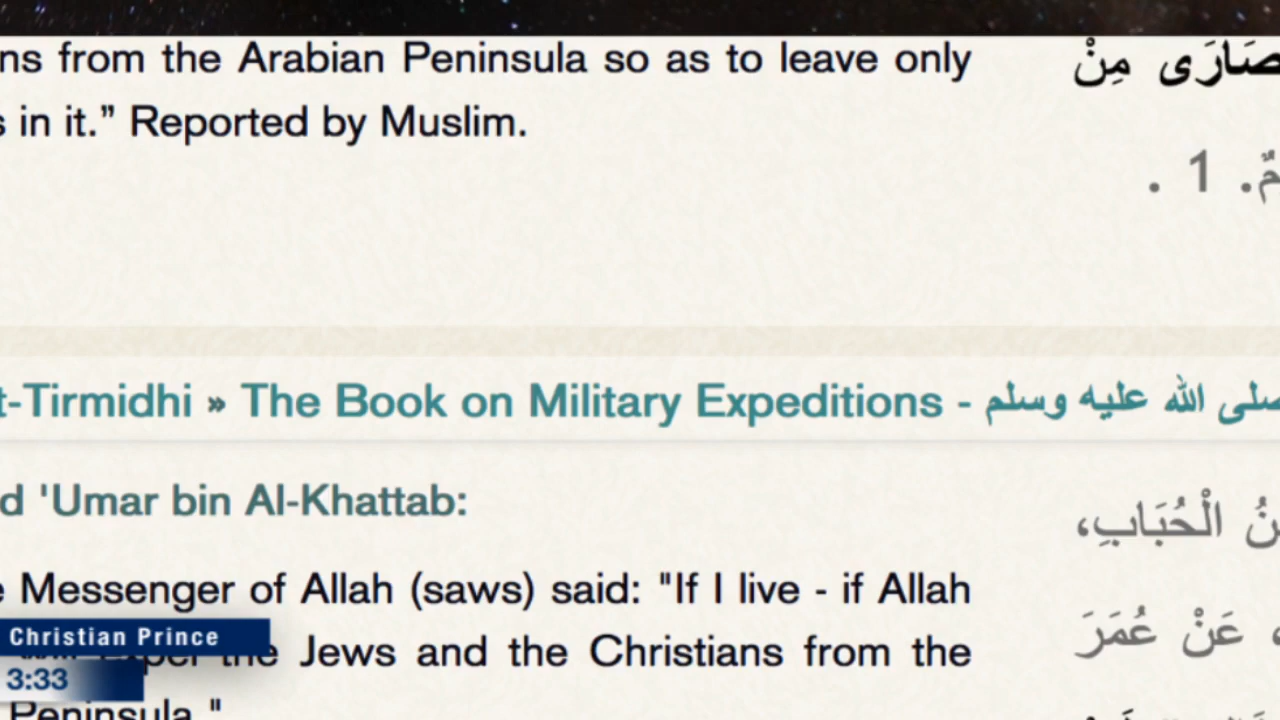 ns from the Arabian Peninsula so as to leave only
s in it.” Reported by Muslim.
صَارَى مِنْ
مٌ. 1 .
t-Tirmidhi » The Book on Military Expeditions - صلى الله عليه وسلم
d 'Umar bin Al-Khattab:
e Messenger of Allah (saws) said: "If I live - if Allah
the Jews and the Christians from the
Peninsula."
نُ الْحُبَابِ،
عَنْ عُمَرَ
Christian Prince
3:33